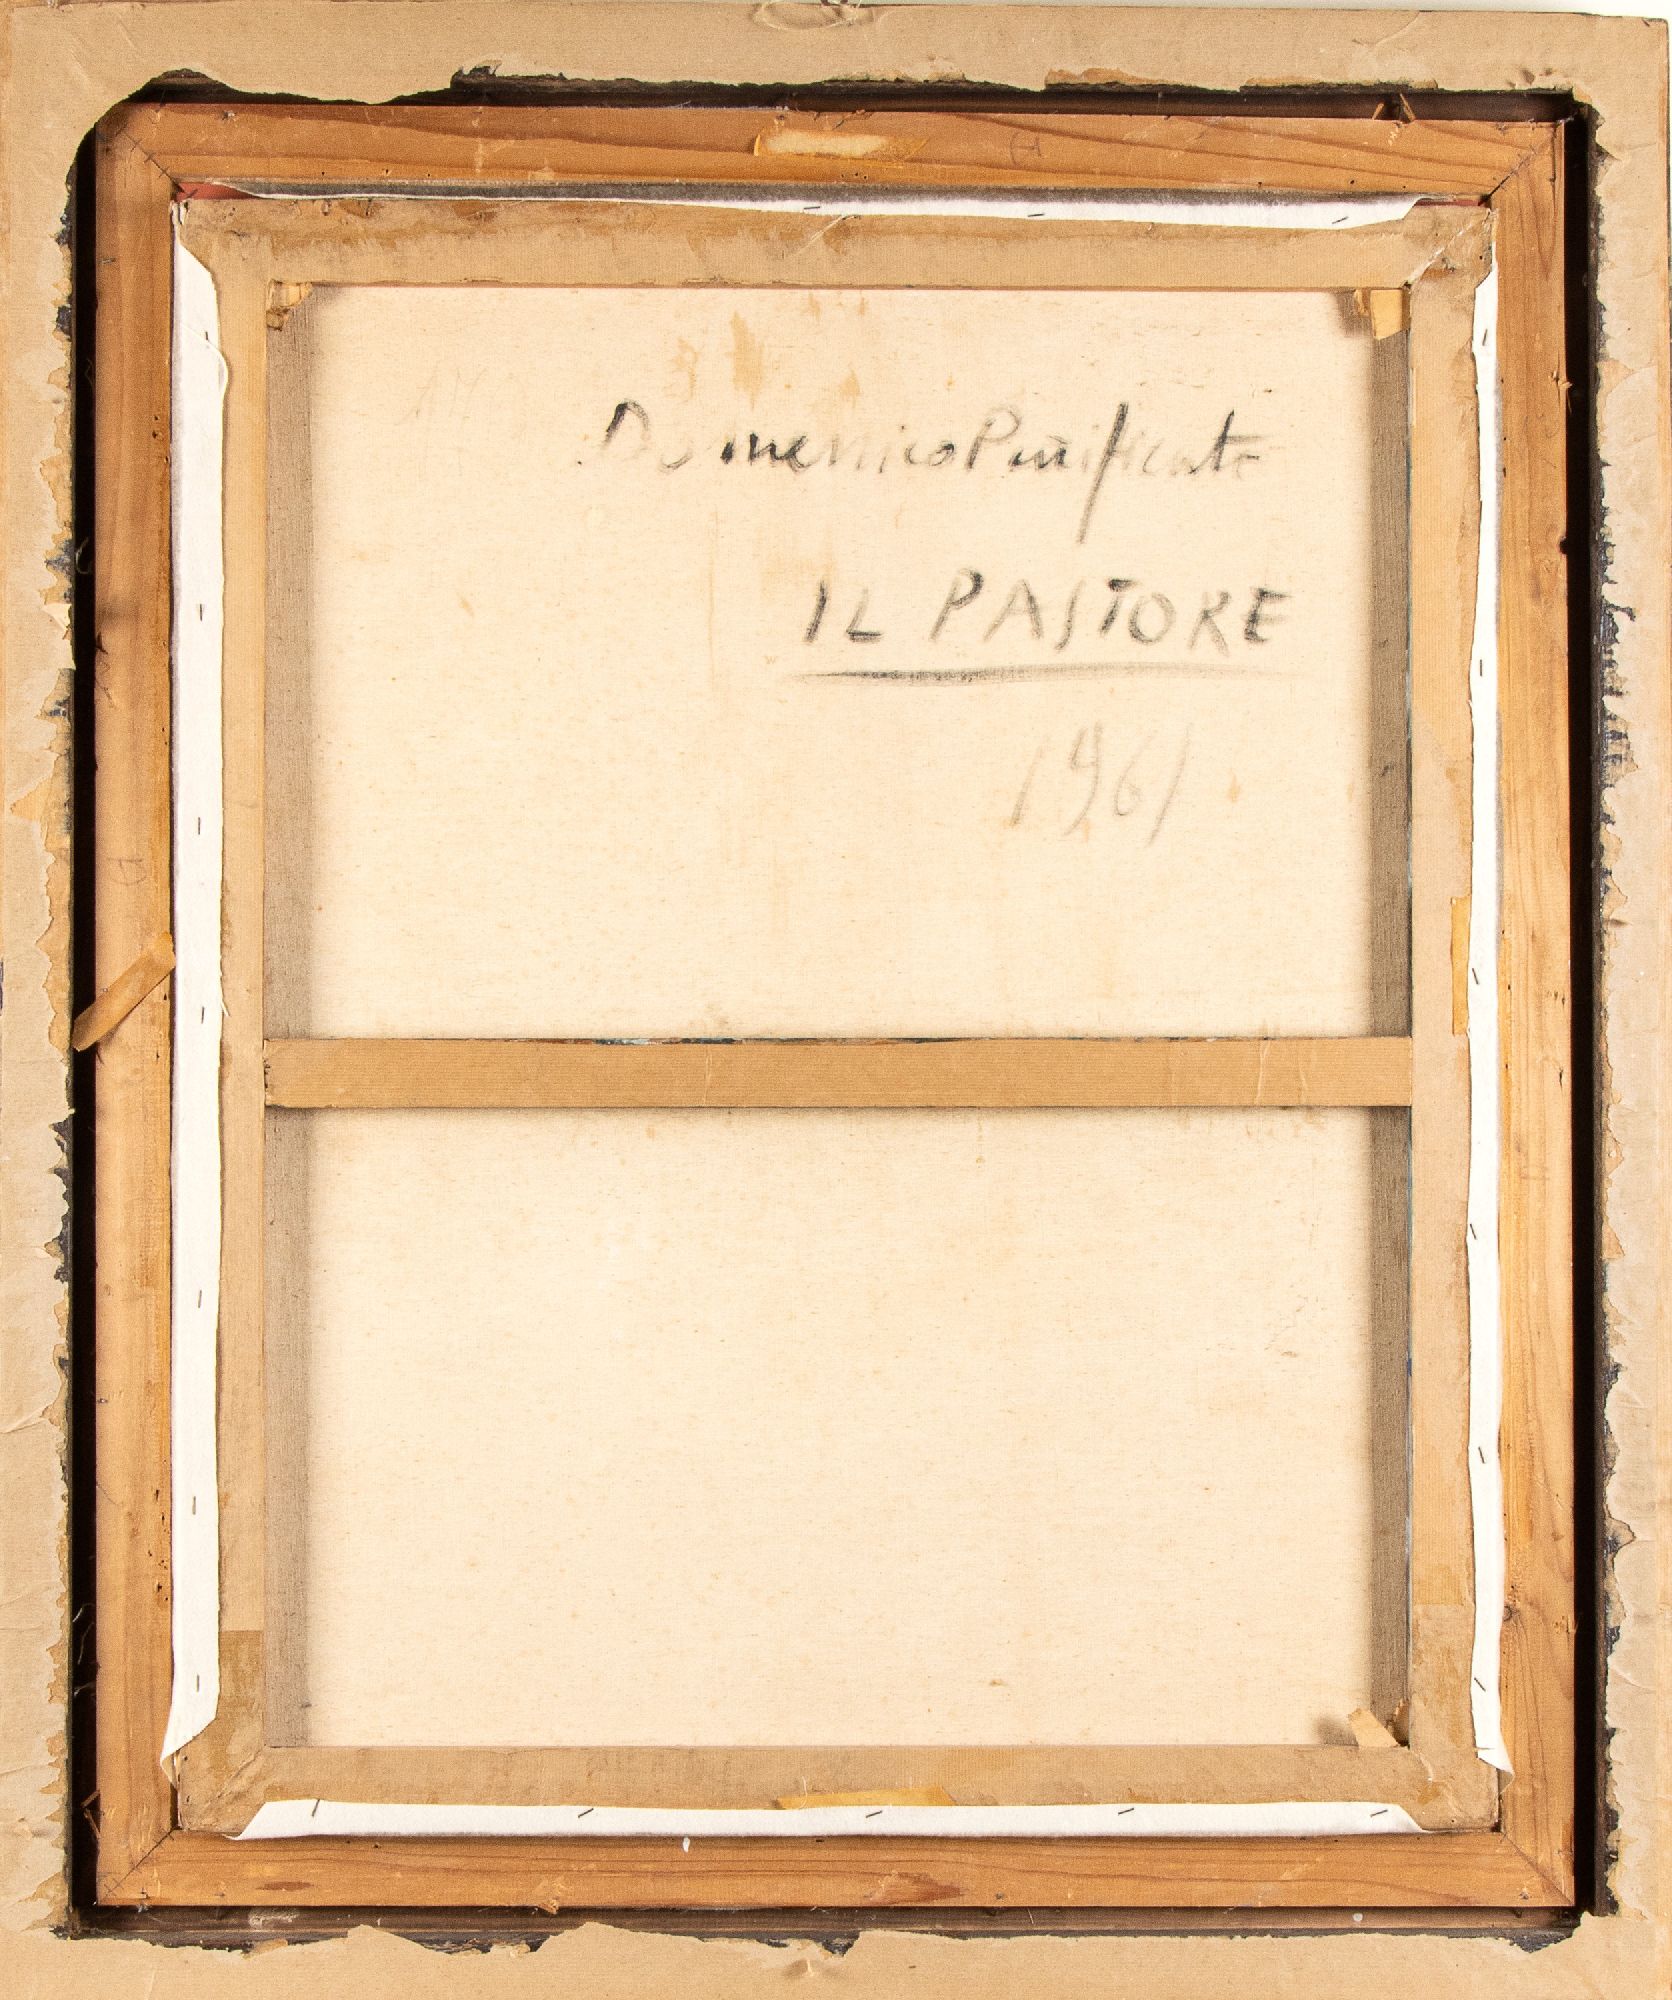 Domenico Purificato
IL PASTORE
1961